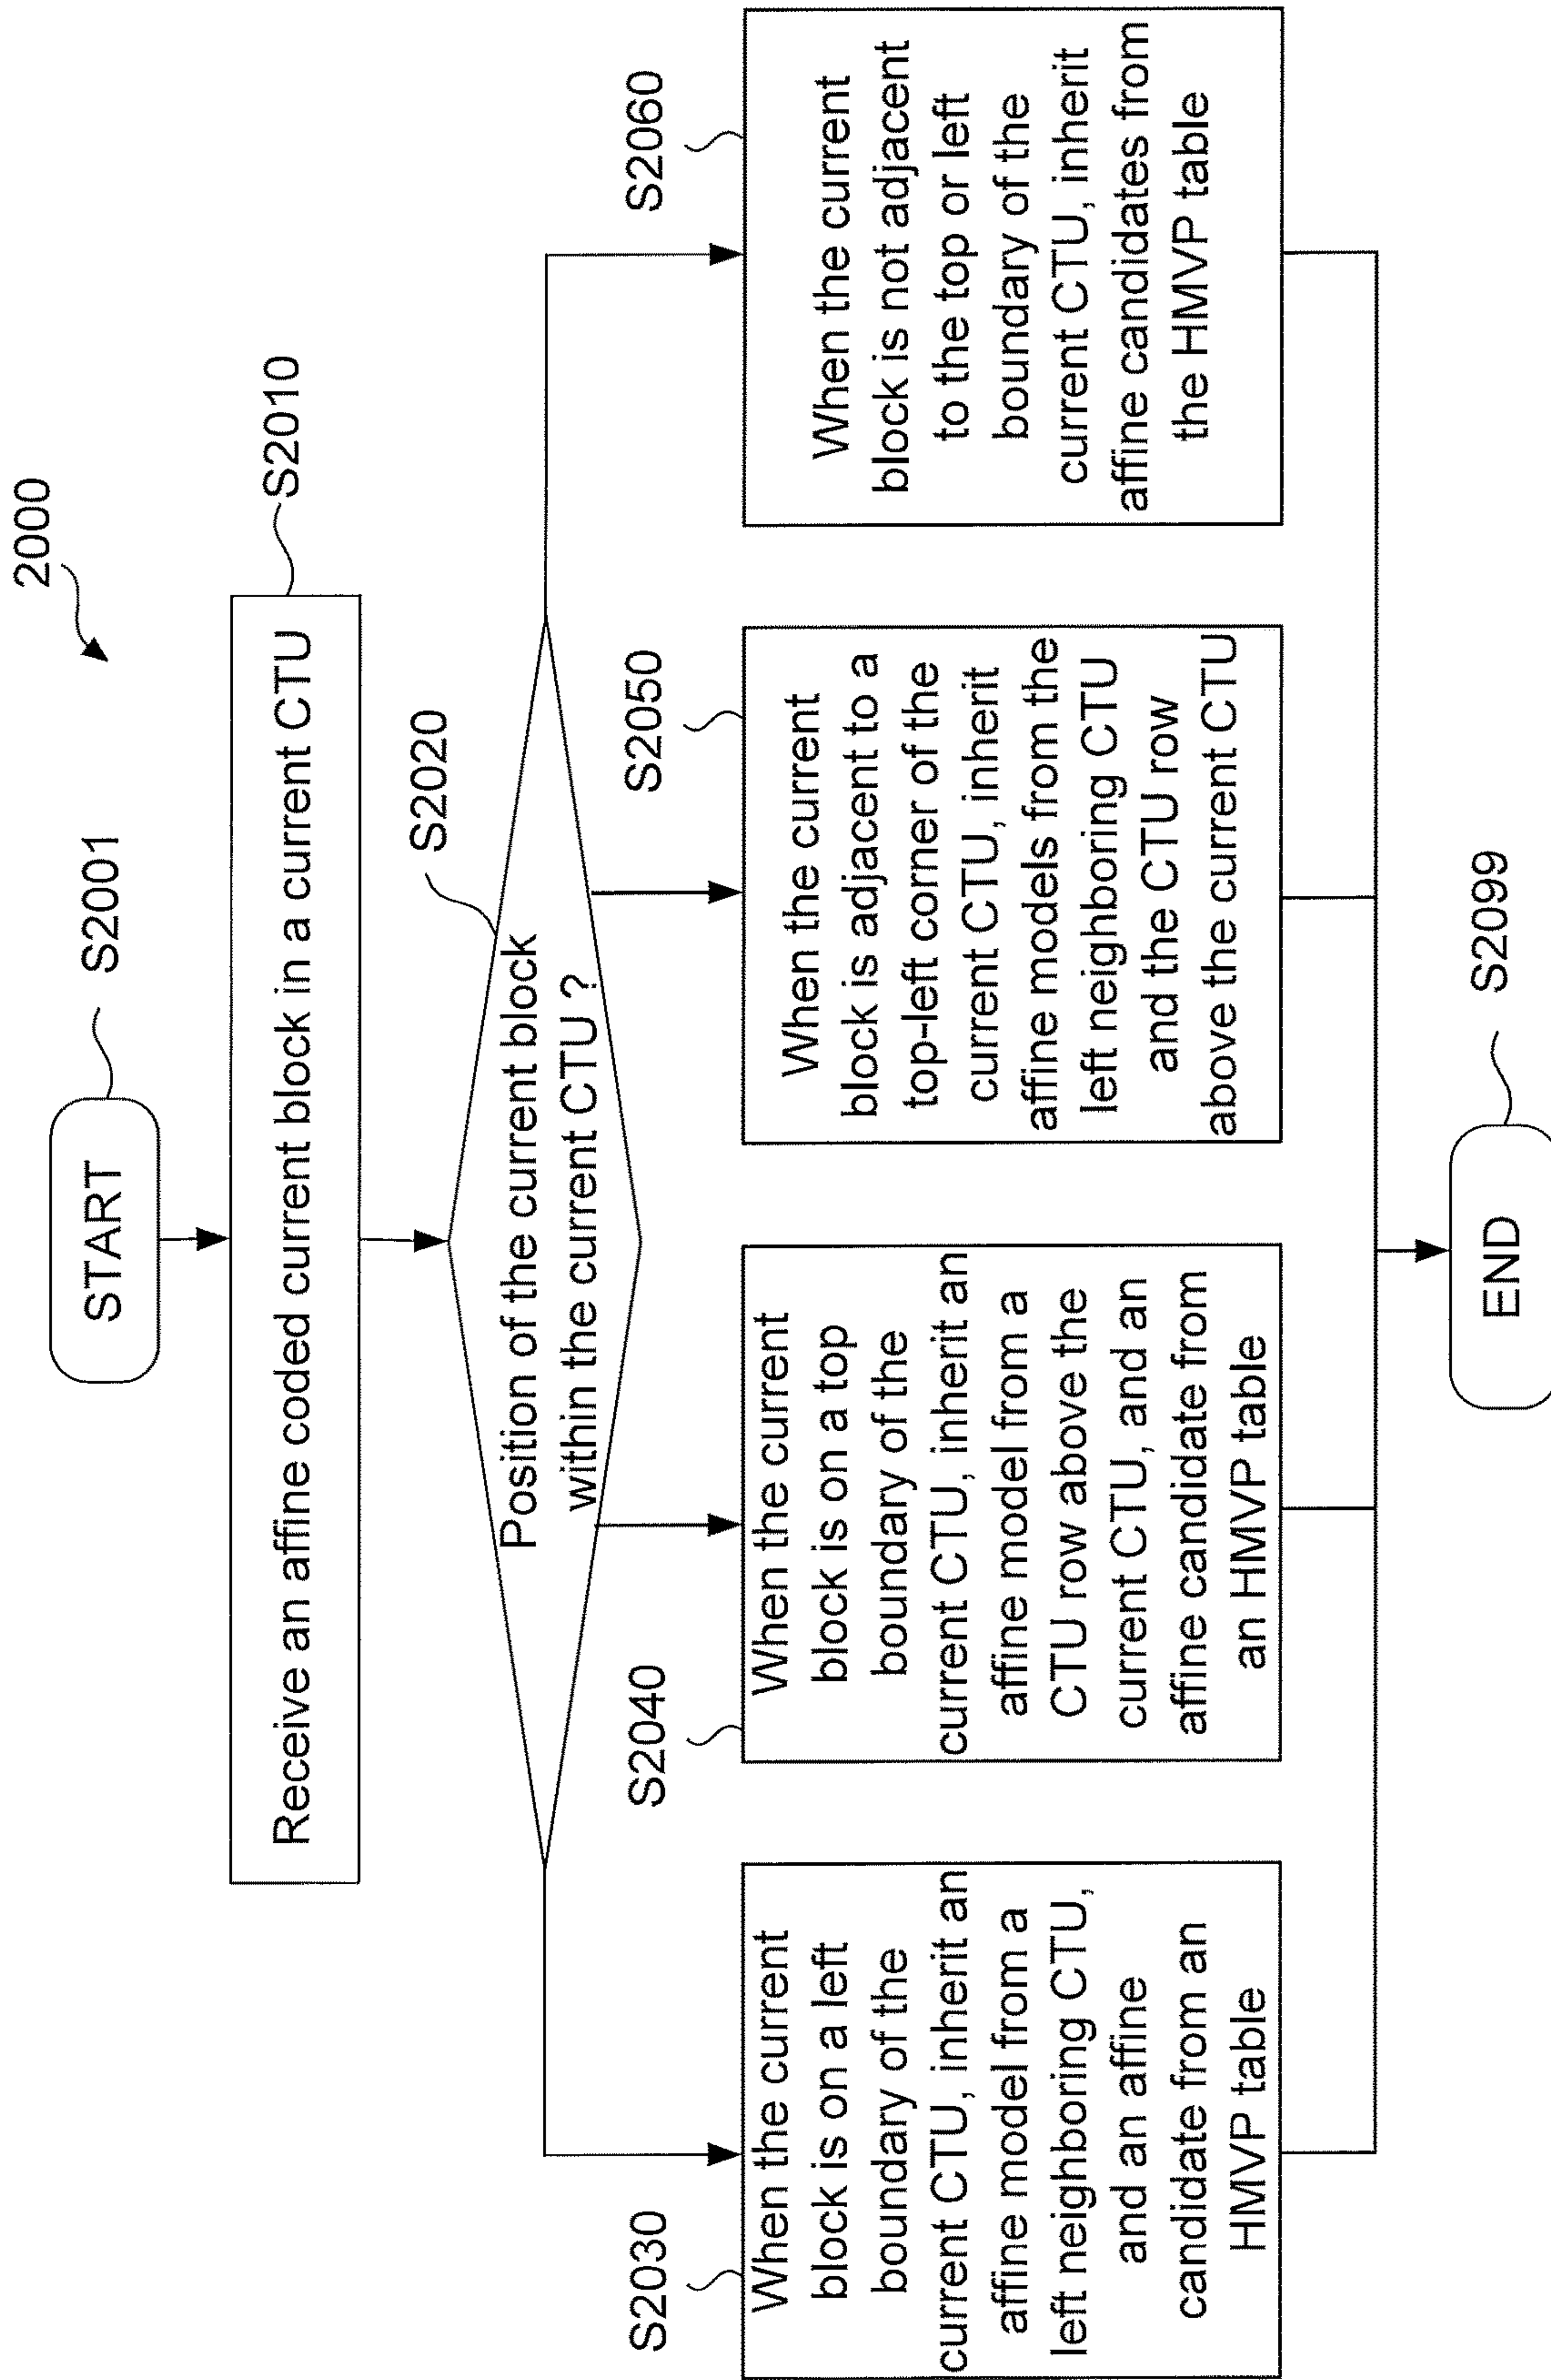 2000
START
S2001
Receive an affine coded current block in a current CTU
S2010
Position of the current block
within the current CTU ?
S2020
S2030
When the current
block is on a left
boundary of the
current CTU, inherit an
affine model from a
left neighboring CTU,
and an affine
candidate from an
HMVP table
S2040
When the current
block is on a top
boundary of the
current CTU, inherit an
affine model from a
CTU row above the
current CTU, and an
affine candidate from
an HMVP table
S2050
When the current
block is adjacent to a
top-left corner of the
current CTU, inherit
affine models from the
left neighboring CTU
and the CTU row
above the current CTU
S2060
When the current
block is not adjacent
to the top or left
boundary of the
current CTU, inherit
affine candidates from
the HMVP table
END
S2099